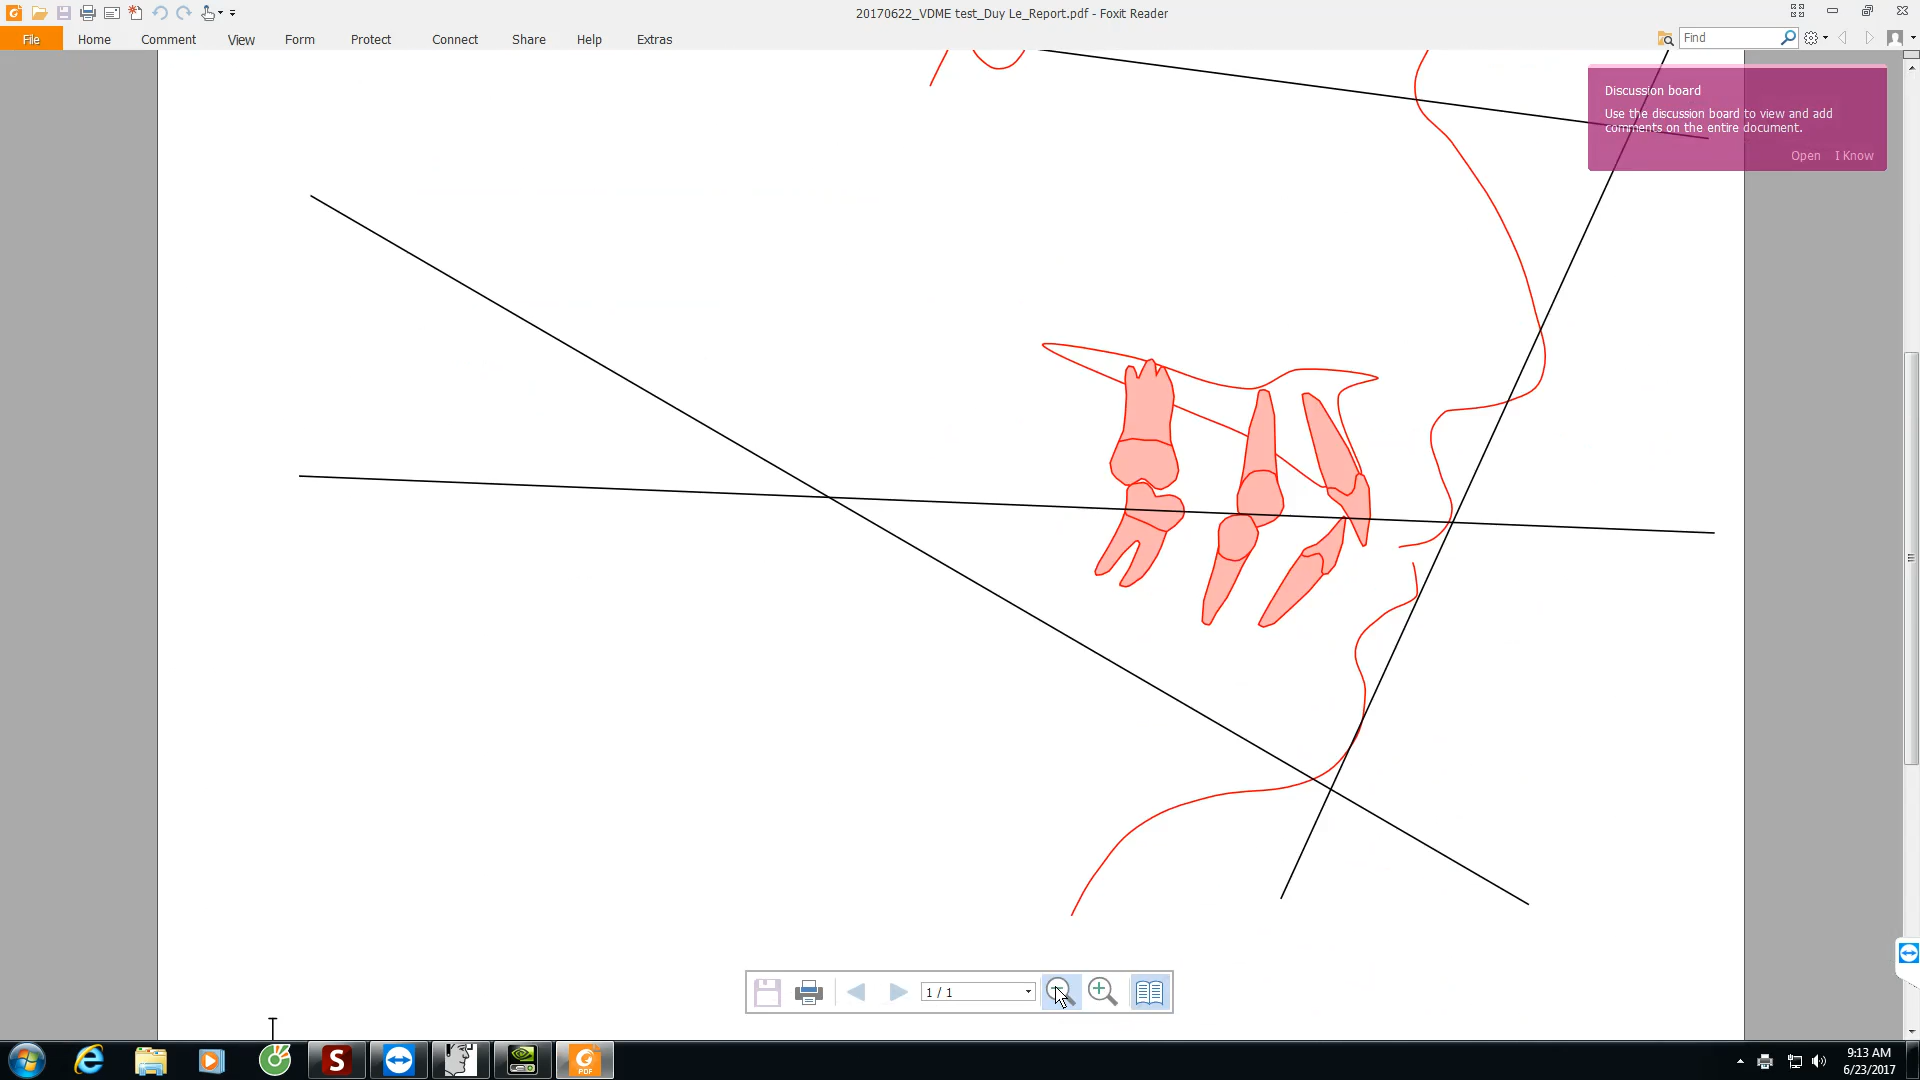 20170622_VDME test_Duy Le_Report.pdf - Foxit Reader
File
Home
Comment
View
Form
Protect
Connect
Share
Help
Extras
Find
Discussion board
Use the discussion board to view and add
comments on the entire document.
Open
I Know
1 / 1
PDF
9:13 AM
6/23/2017